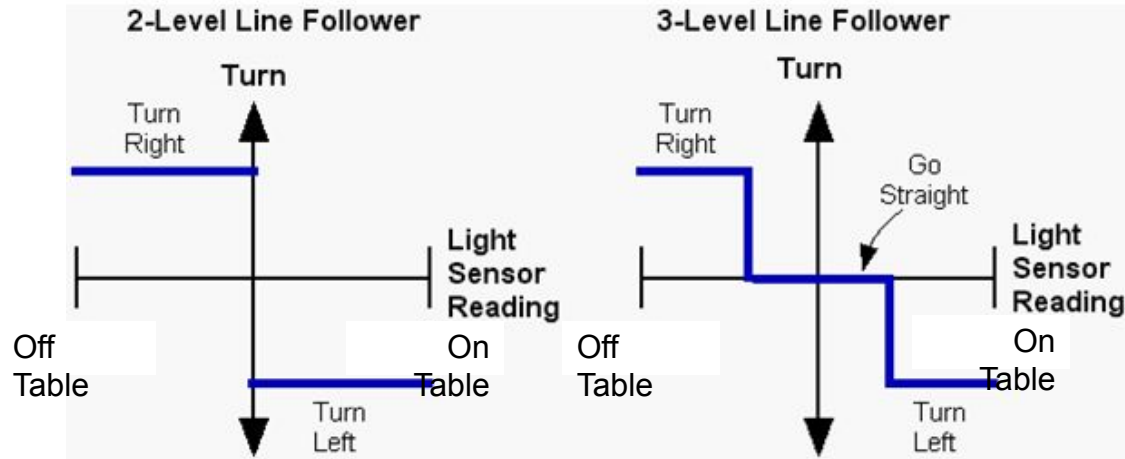 2-Level Line Follower
Turn
Turn
Right
Light
Sensor
Reading
Off
Table
On
Table
Turn
Left
3-Level Line Follower
Turn
Turn
Right
Go
Straight
Light
Sensor
Reading
Off
Table
On
Table
Turn
Left